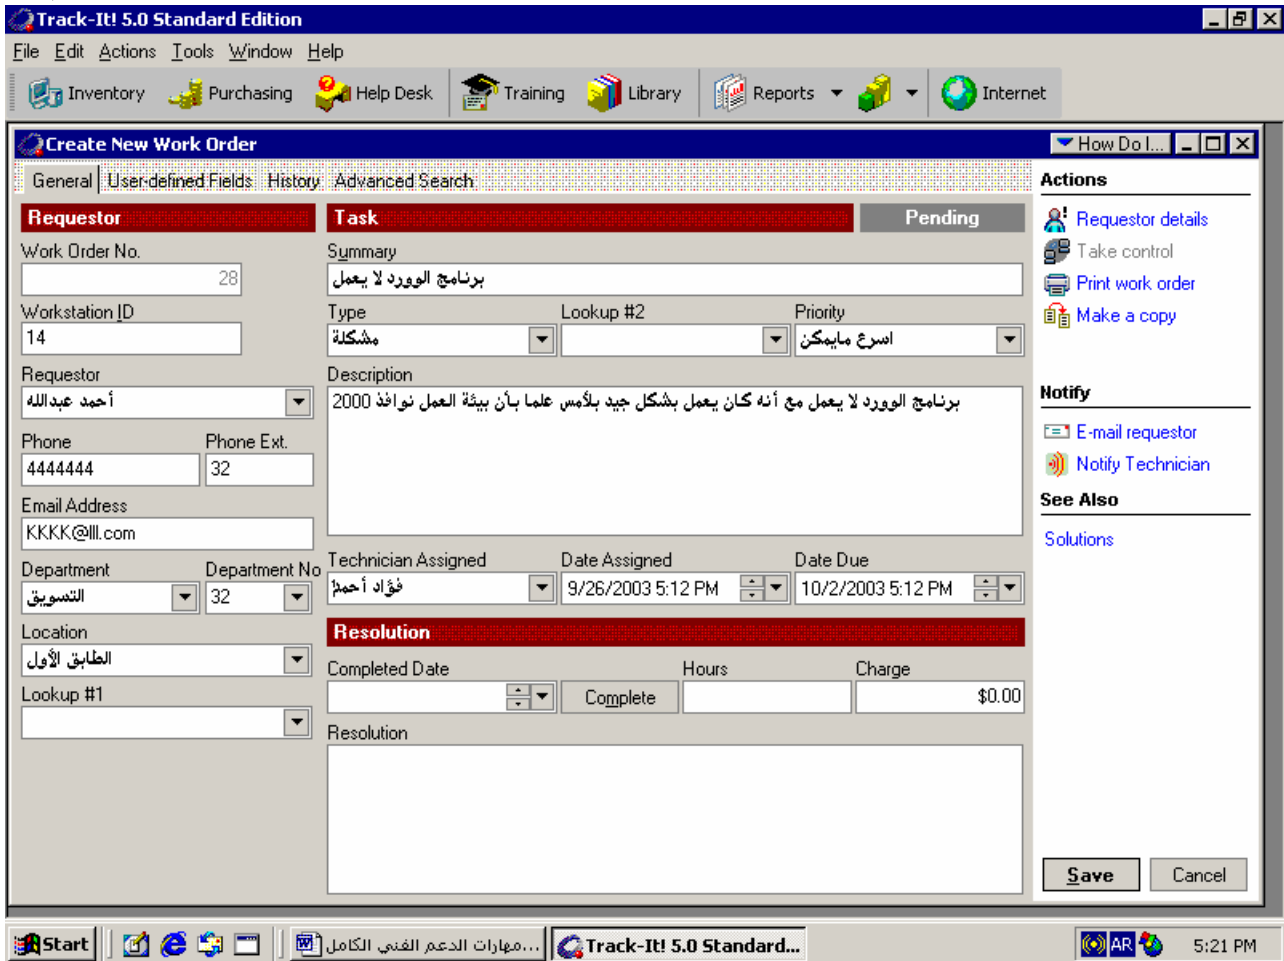 Track-It! 5.0 Standard Edition
File Edit Actions Tools Window Help
Inventory Purchasing Help Desk Training Library Reports Internet
Create New Work Order
How Do I...
General User-defined Fields History Advanced Search
Requestor
Work Order No.
28
Workstation ID
14
Requestor
أحمد عبدالله
Phone Phone Ext.
4444444 32
Email Address
KKKK@lll.com
Department Department No
التسويق 32
Location
الطابق الأول
Lookup #1
Task Pending
Summary
برنامج الوورد لا يعمل
Type Lookup #2 Priority
مشكلة اسرع مايمكن
Description
برنامج الوورد لا يعمل مع أنه كان يعمل بشكل جيد بلأمس علما بأن بيئة العمل نوافذ 2000
Technician Assigned Date Assigned Date Due
فؤاد أحمد 9/26/2003 5:12 PM 10/2/2003 5:12 PM
Resolution
Completed Date Hours Charge
Complete $0.00
Resolution
Actions
Requestor details
Take control
Print work order
Make a copy
Notify
E-mail requestor
Notify Technician
See Also
Solutions
Save Cancel
Start
مهارات الدعم الفني الكامل...
Track-It! 5.0 Standard...
AR 5:21 PM